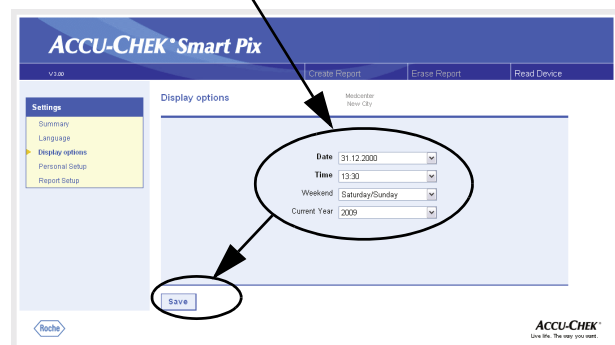 ACCU-CHEK® Smart Pix
V 3.00
Create Report
Erase Report
Read Device
Settings
Summary
Language
Display options
Personal Setup
Report Setup
Display options
Medcenter
New City
Date 31.12.2000
Time 13:30
Weekend Saturday/Sunday
Current Year 2009
Save
Roche
ACCU-CHEK®
Live life. The way you want.